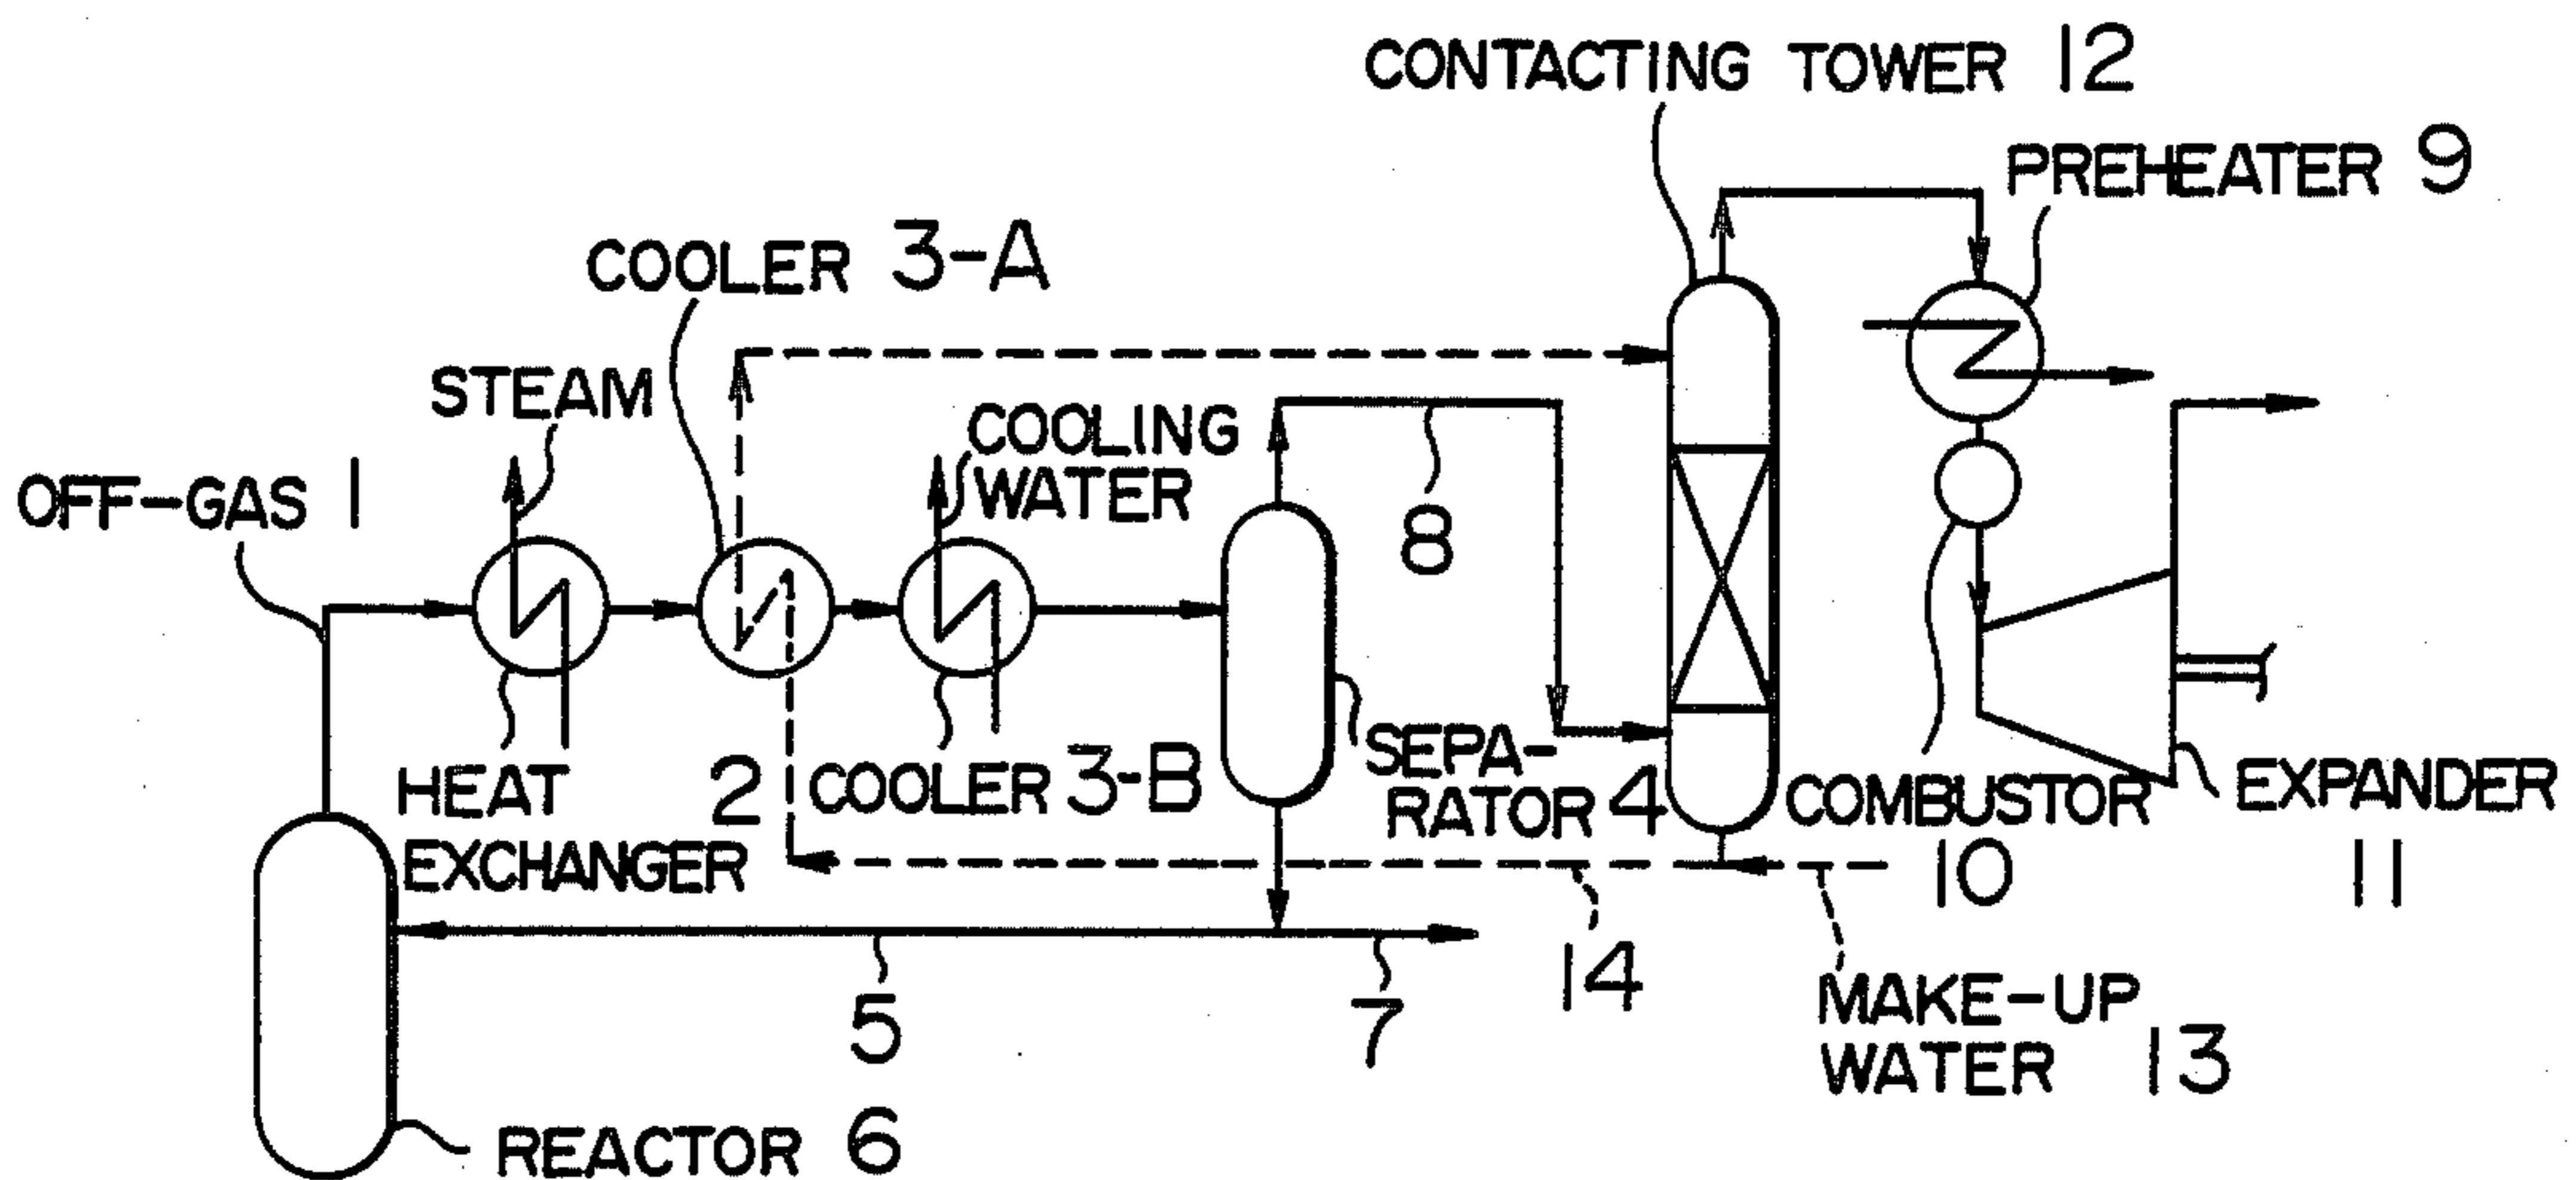 CONTACTING TOWER 12
PREHEATER 9
COOLER 3-A
STEAM
COOLING
WATER
OFF-GAS 1
8
HEAT
EXCHANGER
2
COOLER 3-B
SEPA-
RATOR 4
COMBUSTOR
10
EXPANDER
11
5
7
14
MAKE-UP
WATER 13
REACTOR 6